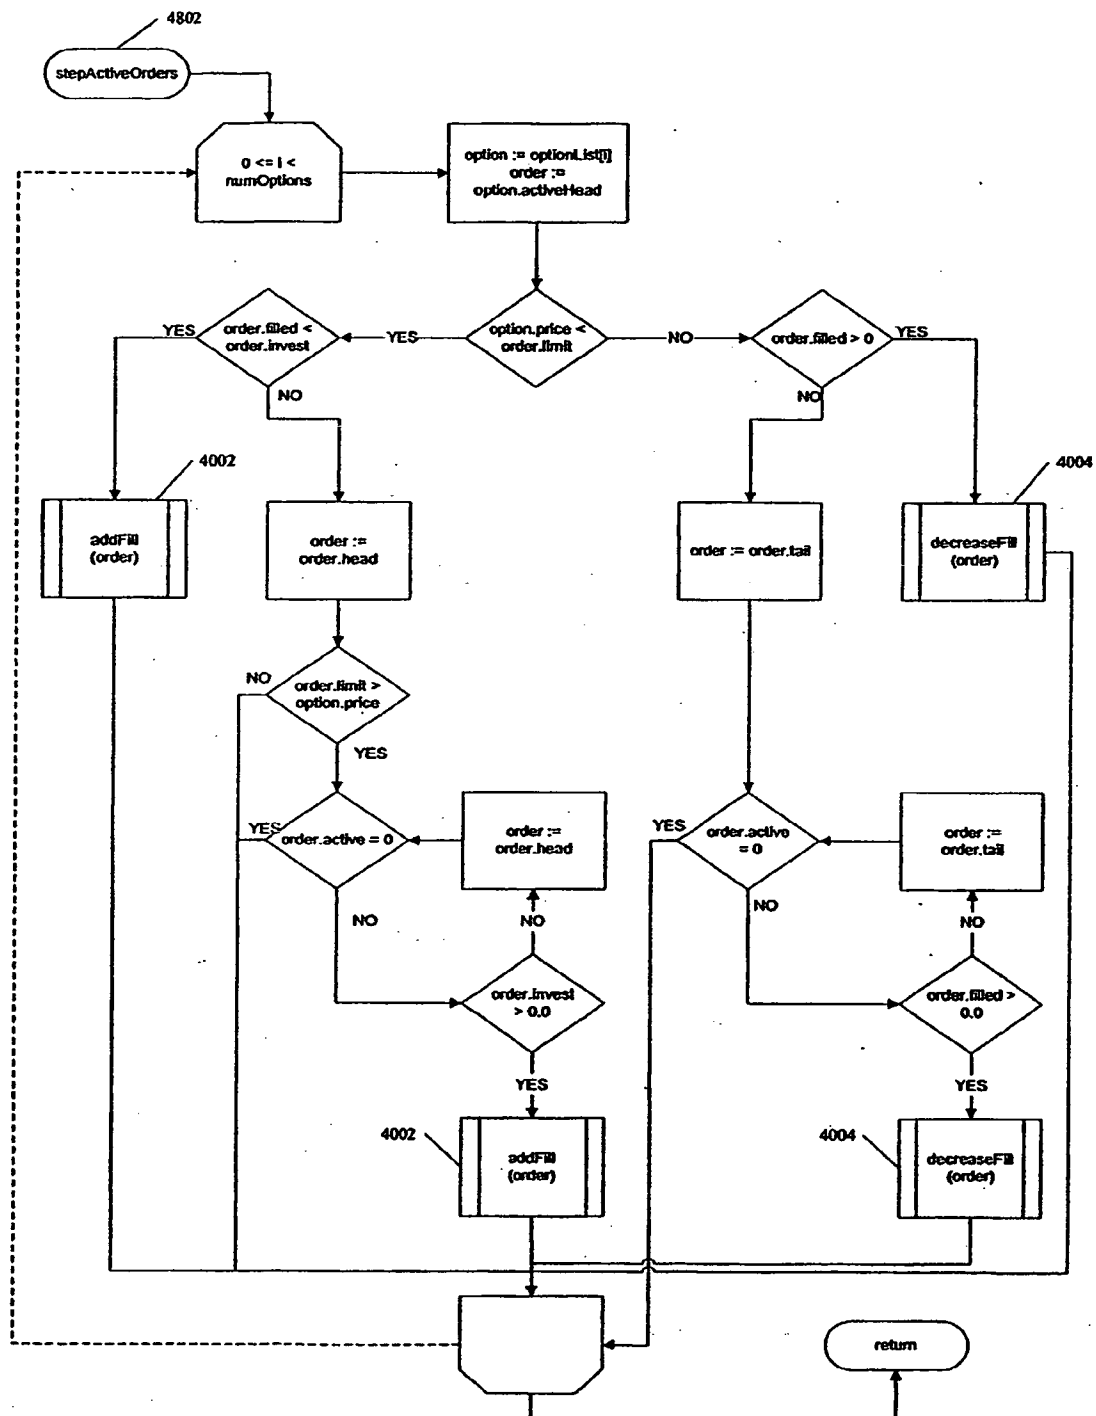 4802
stepActiveOrders
0 <= i <
numOptions
option := optionList[i]
order :=
option.activeHead
YES
order.filled <
order.invest
YES
option.price <
order.limit
NO
order.filled > 0
YES
NO
NO
4002
4004
addFill
(order)
order :=
order.head
order := order.tail
decreaseFill
(order)
NO
order.limit >
option.price
YES
YES
order.active = 0
order :=
order.head
YES
order.active
= 0
order :=
order.tail
NO
NO
NO
NO
order.invest
> 0.0
order.filled >
0.0
YES
YES
4002
addFill
(order)
4004
decreaseFill
(order)
return